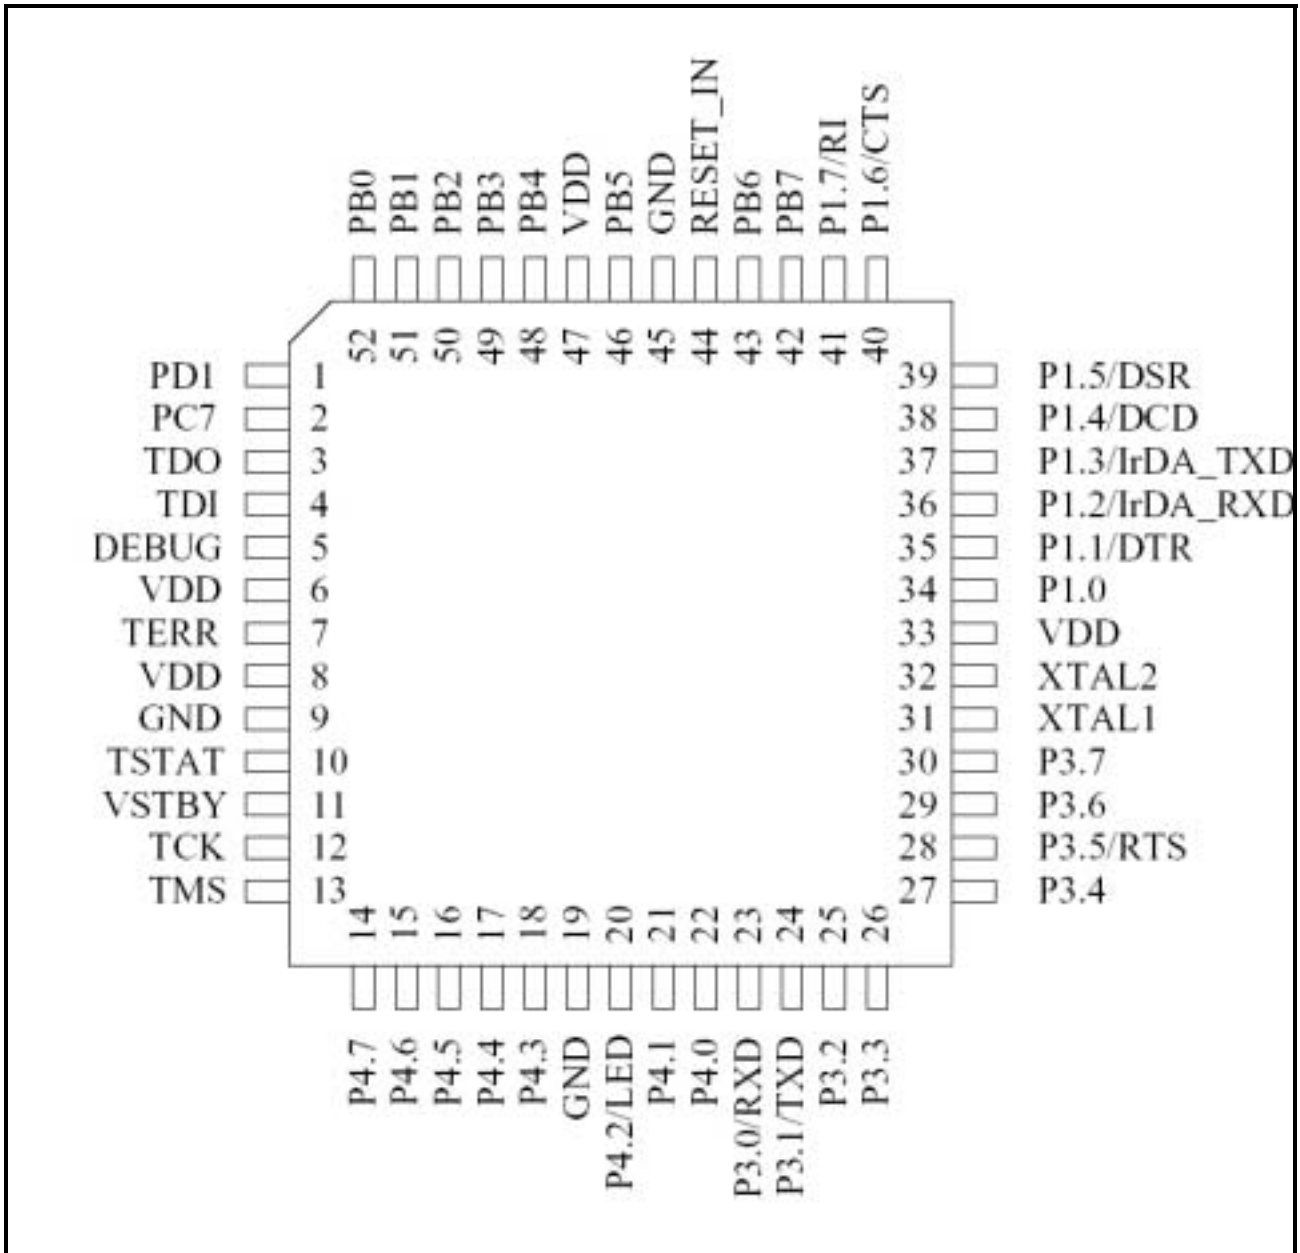 PB0
PB1
PB2
PB3
PB4
VDD
PB5
GND
RESET_IN
PB6
PB7
P1.7/RI
P1.6/CTS
52
51
50
49
48
47
46
45
44
43
42
41
40
PD1 1
PC7 2
TDO 3
TDI 4
DEBUG 5
VDD 6
TERR 7
VDD 8
GND 9
TSTAT 10
VSTBY 11
TCK 12
TMS 13
39 P1.5/DSR
38 P1.4/DCD
37 P1.3/IrDA_TXD
36 P1.2/IrDA_RXD
35 P1.1/DTR
34 P1.0
33 VDD
32 XTAL2
31 XTAL1
30 P3.7
29 P3.6
28 P3.5/RTS
27 P3.4
14
15
16
17
18
19
20
21
22
23
24
25
26
P4.7
P4.6
P4.5
P4.4
P4.3
GND
P4.2/LED
P4.1
P4.0
P3.0/RXD
P3.1/TXD
P3.2
P3.3